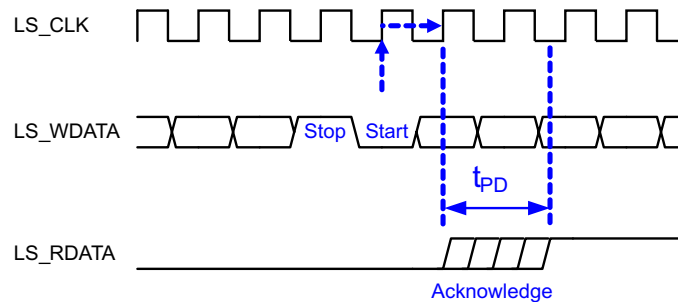 LS_CLK
LS_WDATA
Stop
Start
tPD
LS_RDATA
Acknowledge